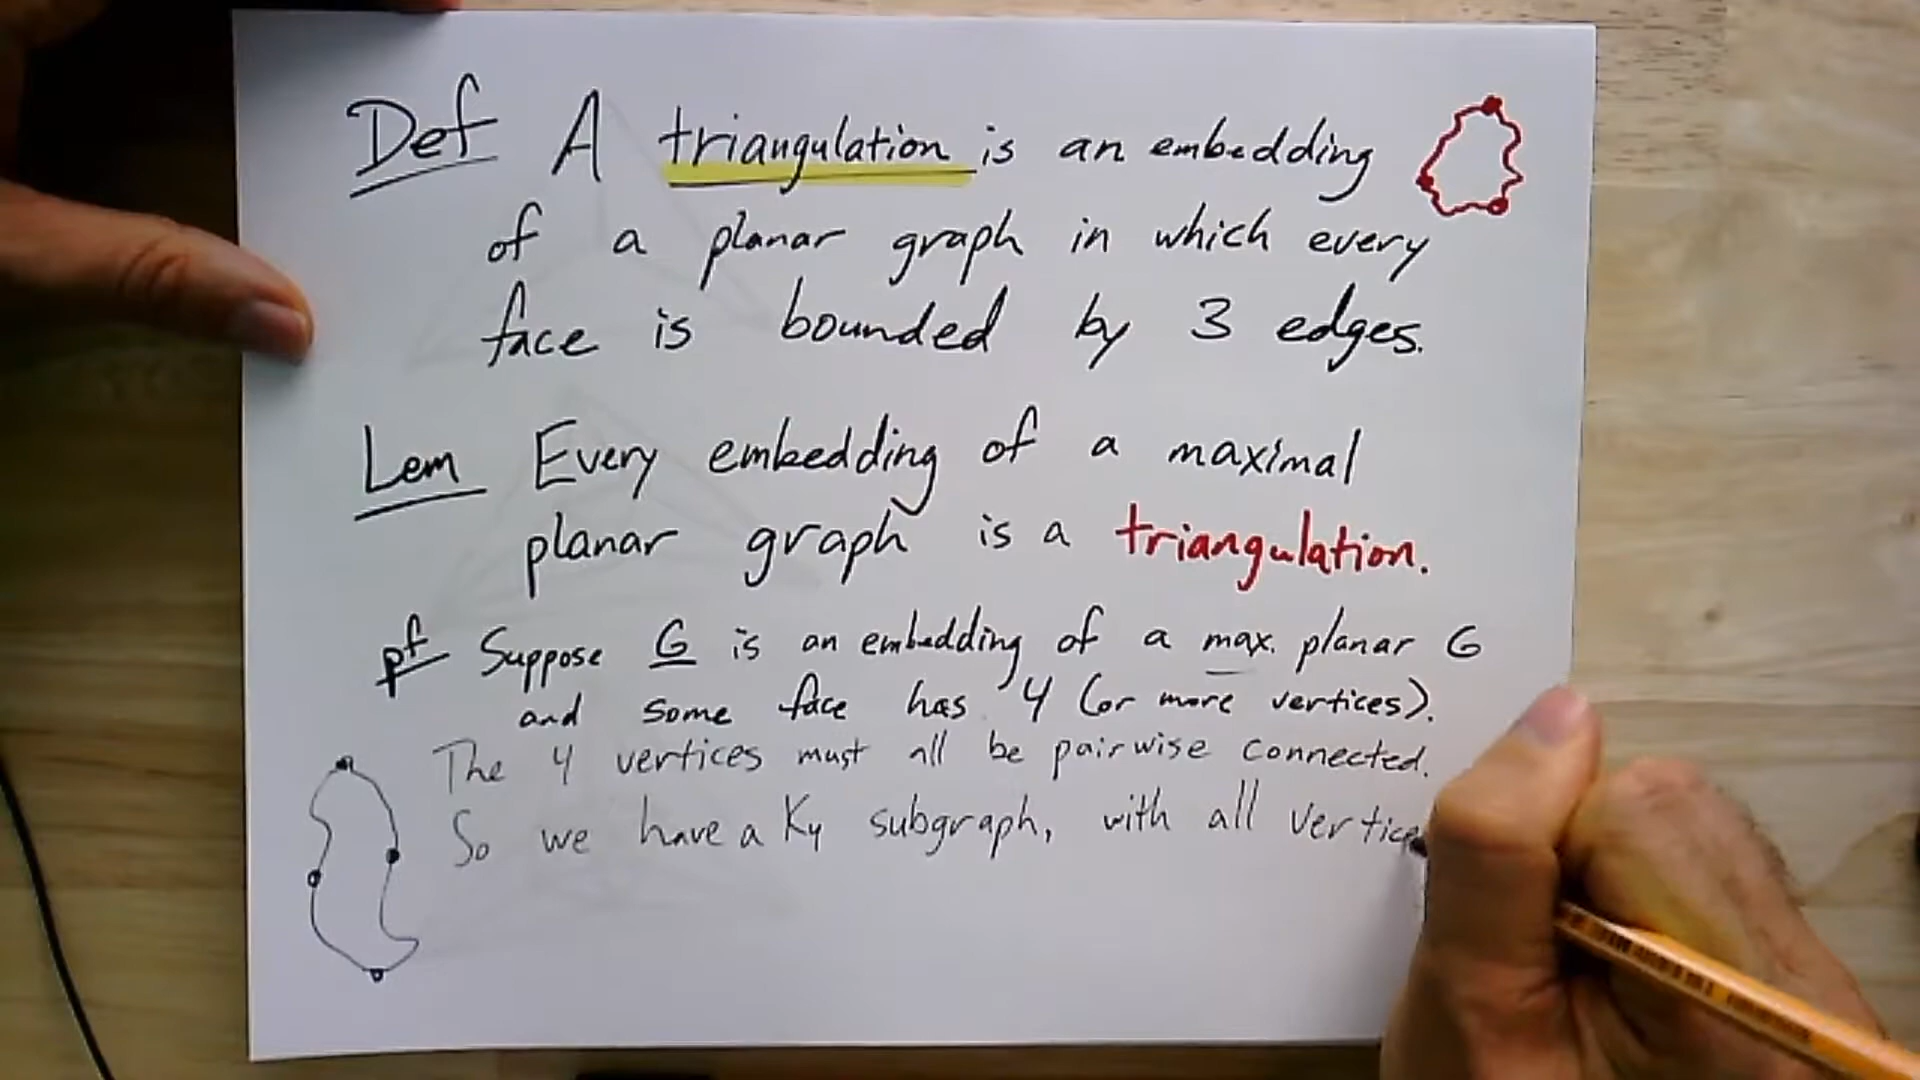 Def A triangulation is an embedding
of a planar graph in which every
face is bounded by 3 edges.
Lem Every embedding of a maximal
planar graph is a triangulation.
pf Suppose G is an embedding of a max. planar G
and some face has 4 (or more vertices).
The 4 vertices must all be pairwise connected.
So we have a K4 subgraph, with all vertice